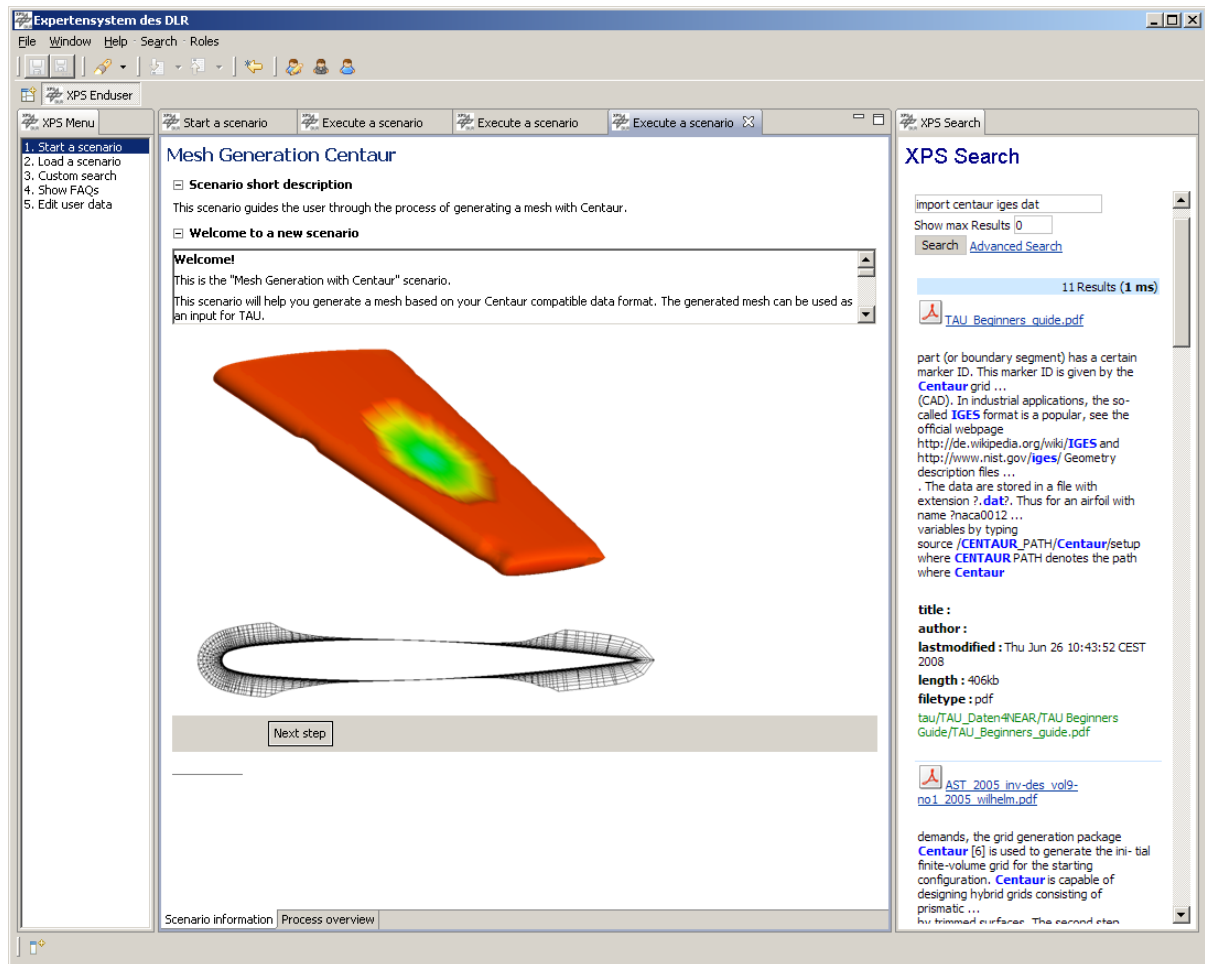 Expertensystem des DLR
File Window Help Search Roles
XPS Enduser
XPS Menu
1. Start a scenario
2. Load a scenario
3. Custom search
4. Show FAQs
5. Edit user data
Start a scenario
Execute a scenario
Execute a scenario
Execute a scenario
Mesh Generation Centaur
Scenario short description
This scenario guides the user through the process of generating a mesh with Centaur.
Welcome to a new scenario
Welcome!
This is the "Mesh Generation with Centaur" scenario.
This scenario will help you generate a mesh based on your Centaur compatible data format. The generated mesh can be used as
an input for TAU.
Next step
Scenario information
Process overview
XPS Search
XPS Search
import centaur iges dat
Show max Results 0
Search Advanced Search
11 Results (1 ms)
TAU_Beginners_guide.pdf
part (or boundary segment) has a certain
marker ID. This marker ID is given by the
Centaur grid ...
(CAD). In industrial applications, the so-
called IGES format is a popular, see the
official webpage
http://de.wikipedia.org/wiki/IGES and
http://www.nist.gov/iges/ Geometry
description files ...
. The data are stored in a file with
extension ?.dat?. Thus for an airfoil with
name ?naca0012 ...
variables by typing
source /CENTAUR_PATH/Centaur/setup
where CENTAUR PATH denotes the path
where Centaur
title :
author :
lastmodified : Thu Jun 26 10:43:52 CEST
2008
length : 406kb
filetype : pdf
tau/TAU_Daten4NEAR/TAU Beginners
Guide/TAU_Beginners_guide.pdf
AST_2005_inv-des_vol9-
no1_2005_wilhelm.pdf
demands, the grid generation package
Centaur [6] is used to generate the ini- tial
finite-volume grid for the starting
configuration. Centaur is capable of
designing hybrid grids consisting of
prismatic ...
by trimmed surfaces. The second step